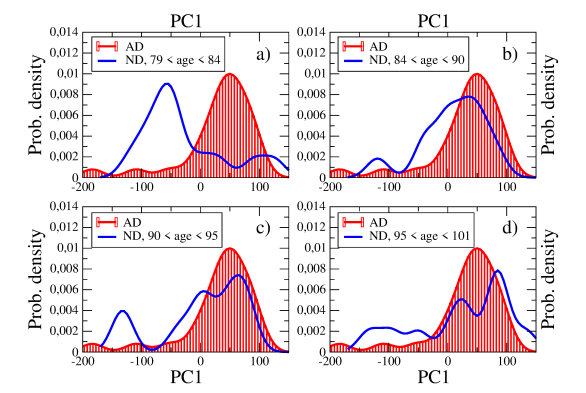 PC1 PC1
0,014 0,014
AD AD
ND, 79 < age < 84 ND, 84 < age < 90
a) b)
0,012 0,012
0,01 0,01
0,008 0,008
0,006 0,006
0,004 0,004
0,002 0,002
0 0
Prob. density Prob. density
-200 -100 0 100 -200 -100 0 100
0,014 0,014
AD AD
ND, 90 < age < 95 ND, 95 < age < 101
c) d)
0,012 0,012
0,01 0,01
0,008 0,008
0,006 0,006
0,004 0,004
0,002 0,002
0 0
Prob. density Prob. density
-200 -100 0 100 -200 -100 0 100
PC1 PC1